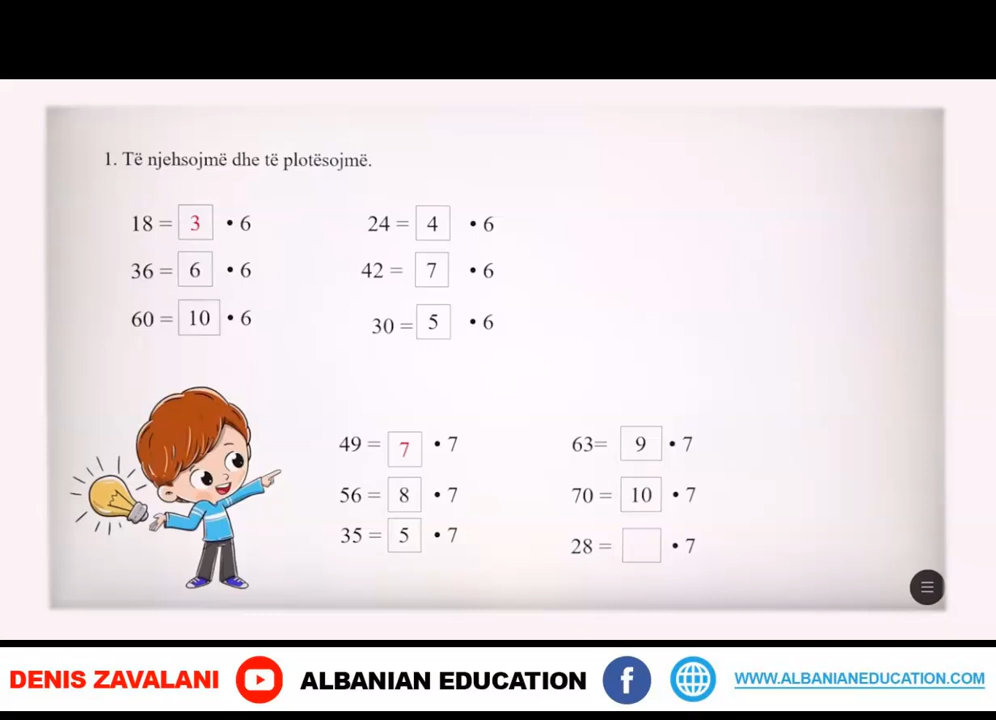 1. Të njehsojmë dhe të plotësojmë.
18 = 3 • 6 24 = 4 • 6
36 = 6 • 6 42 = 7 • 6
60 = 10 • 6 30 = 5 • 6
49 = 7 • 7 63= 9 • 7
56 = 8 • 7 70 = 10 • 7
35 = 5 • 7 28 = • 7
DENIS ZAVALANI ALBANIAN EDUCATION f WWW.ALBANIANEDUCATION.COM